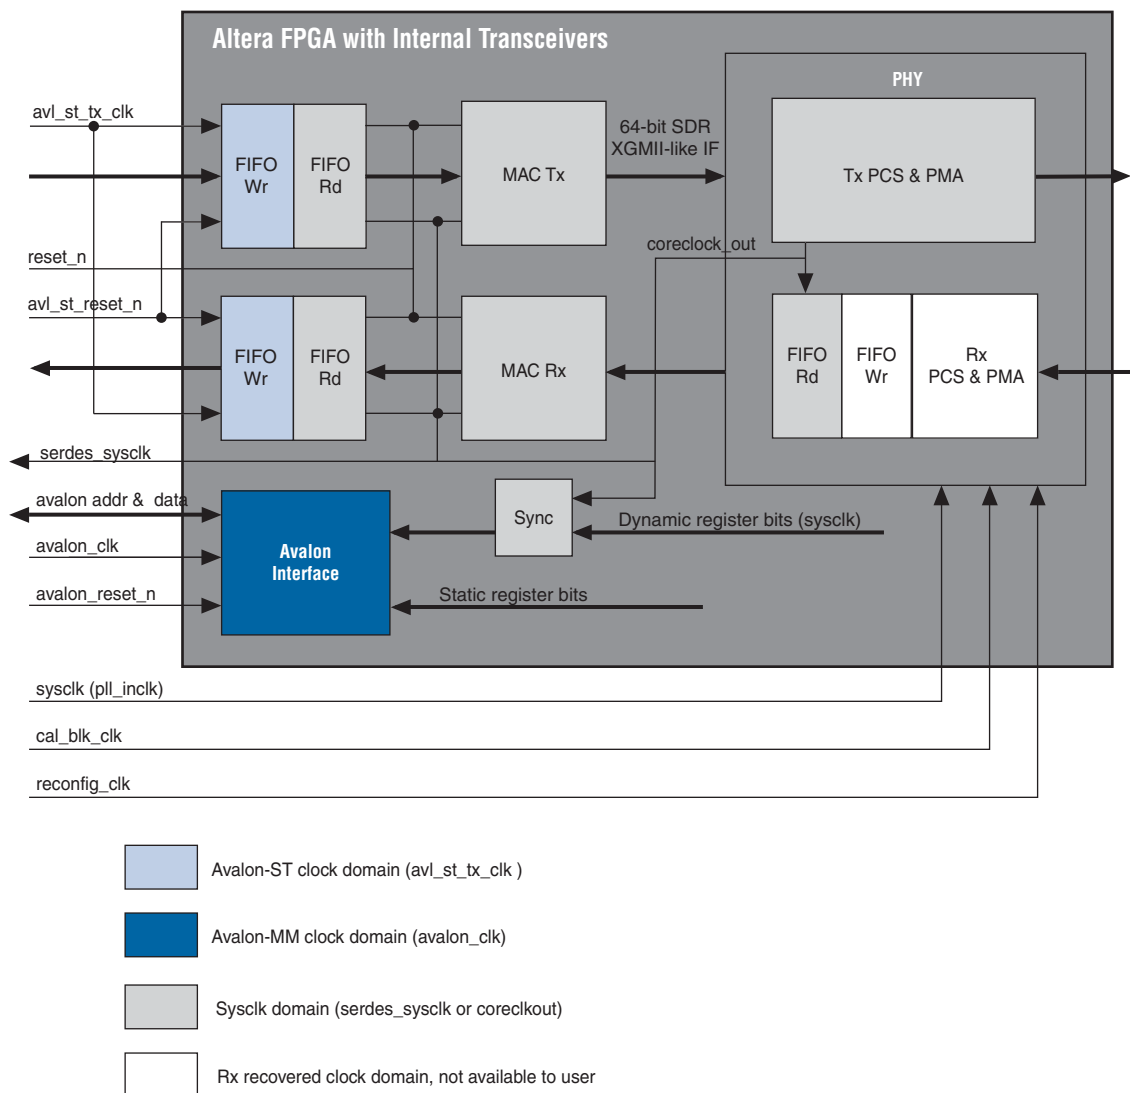 Altera FPGA with Internal Transceivers
PHY
avl_st_tx_clk
FIFO
Wr
FIFO
Rd
MAC Tx
64-bit SDR
XGMII-like IF
Tx PCS & PMA
reset_n
coreclock_out
avl_st_reset_n
FIFO
Wr
FIFO
Rd
MAC Rx
FIFO
Rd
FIFO
Wr
Rx
PCS & PMA
serdes_sysclk
avalon addr & data
avalon_clk
avalon_reset_n
Avalon
Interface
Sync
Dynamic register bits (sysclk)
Static register bits
sysclk (pll_inclk)
cal_blk_clk
reconfig_clk
Avalon-ST clock domain (avl_st_tx_clk )
Avalon-MM clock domain (avalon_clk)
Sysclk domain (serdes_sysclk or coreclkout)
Rx recovered clock domain, not available to user